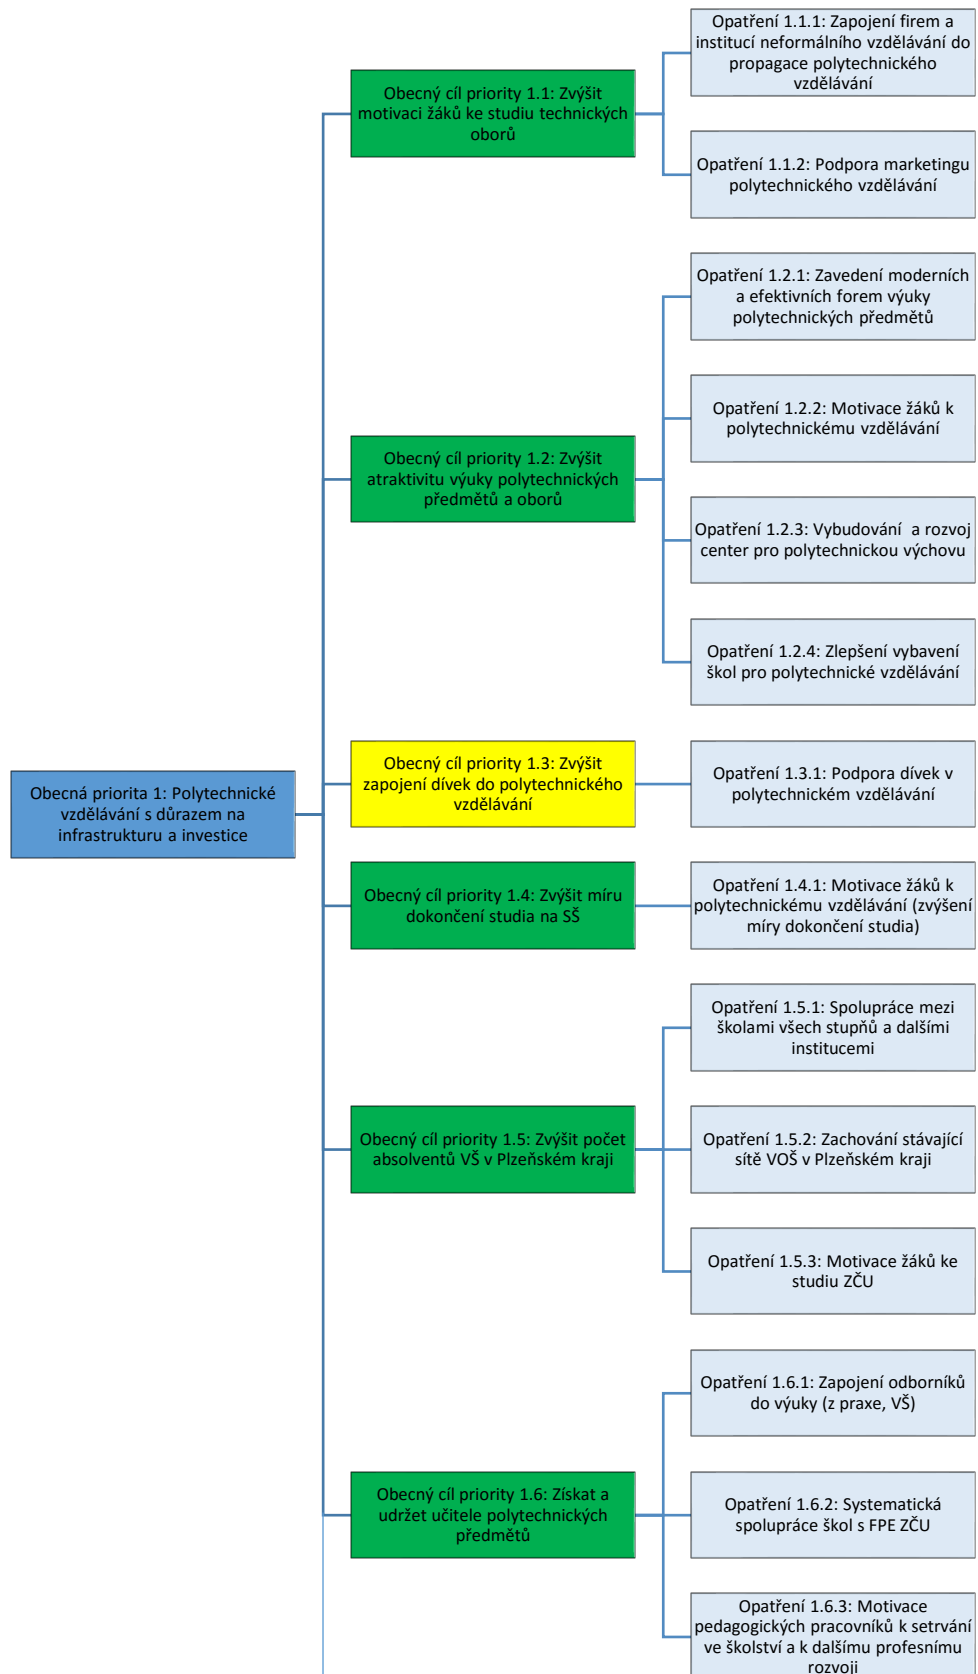 Opatření 1.1.1: Zapojení firem a
institucí neformálního vzdělávání do
propagace polytechnického
vzdělávání
Obecný cíl priority 1.1: Zvýšit
motivaci žáků ke studiu technických
oborů
Opatření 1.1.2: Podpora marketingu
polytechnického vzdělávání
Opatření 1.2.1: Zavedení moderních
a efektivních forem výuky
polytechnických předmětů
Opatření 1.2.2: Motivace žáků k
polytechnickému vzdělávání
Obecný cíl priority 1.2: Zvýšit
atraktivitu výuky polytechnických
předmětů a oborů
Opatření 1.2.3: Vybudování  a rozvoj
center pro polytechnickou výchovu
Opatření 1.2.4: Zlepšení vybavení
škol pro polytechnické vzdělávání
Obecný cíl priority 1.3: Zvýšit
zapojení dívek do polytechnického
vzdělávání
Opatření 1.3.1: Podpora dívek v
polytechnickém vzdělávání
Obecná priorita 1: Polytechnické
vzdělávání s důrazem na
infrastrukturu a investice
Obecný cíl priority 1.4: Zvýšit míru
dokončení studia na SŠ
Opatření 1.4.1: Motivace žáků k
polytechnickému vzdělávání (zvýšení
míry dokončení studia)
Opatření 1.5.1: Spolupráce mezi
školami všech stupňů a dalšími
institucemi
Obecný cíl priority 1.5: Zvýšit počet
absolventů VŠ v Plzeňském kraji
Opatření 1.5.2: Zachování stávající
sítě VOŠ v Plzeňském kraji
Opatření 1.5.3: Motivace žáků ke
studiu ZČU
Opatření 1.6.1: Zapojení odborníků
do výuky (z praxe, VŠ)
Obecný cíl priority 1.6: Získat a
udržet učitele polytechnických
předmětů
Opatření 1.6.2: Systematická
spolupráce škol s FPE ZČU
Opatření 1.6.3: Motivace
pedagogických pracovníků k setrvání
ve školství a k dalšímu profesnímu
rozvoji